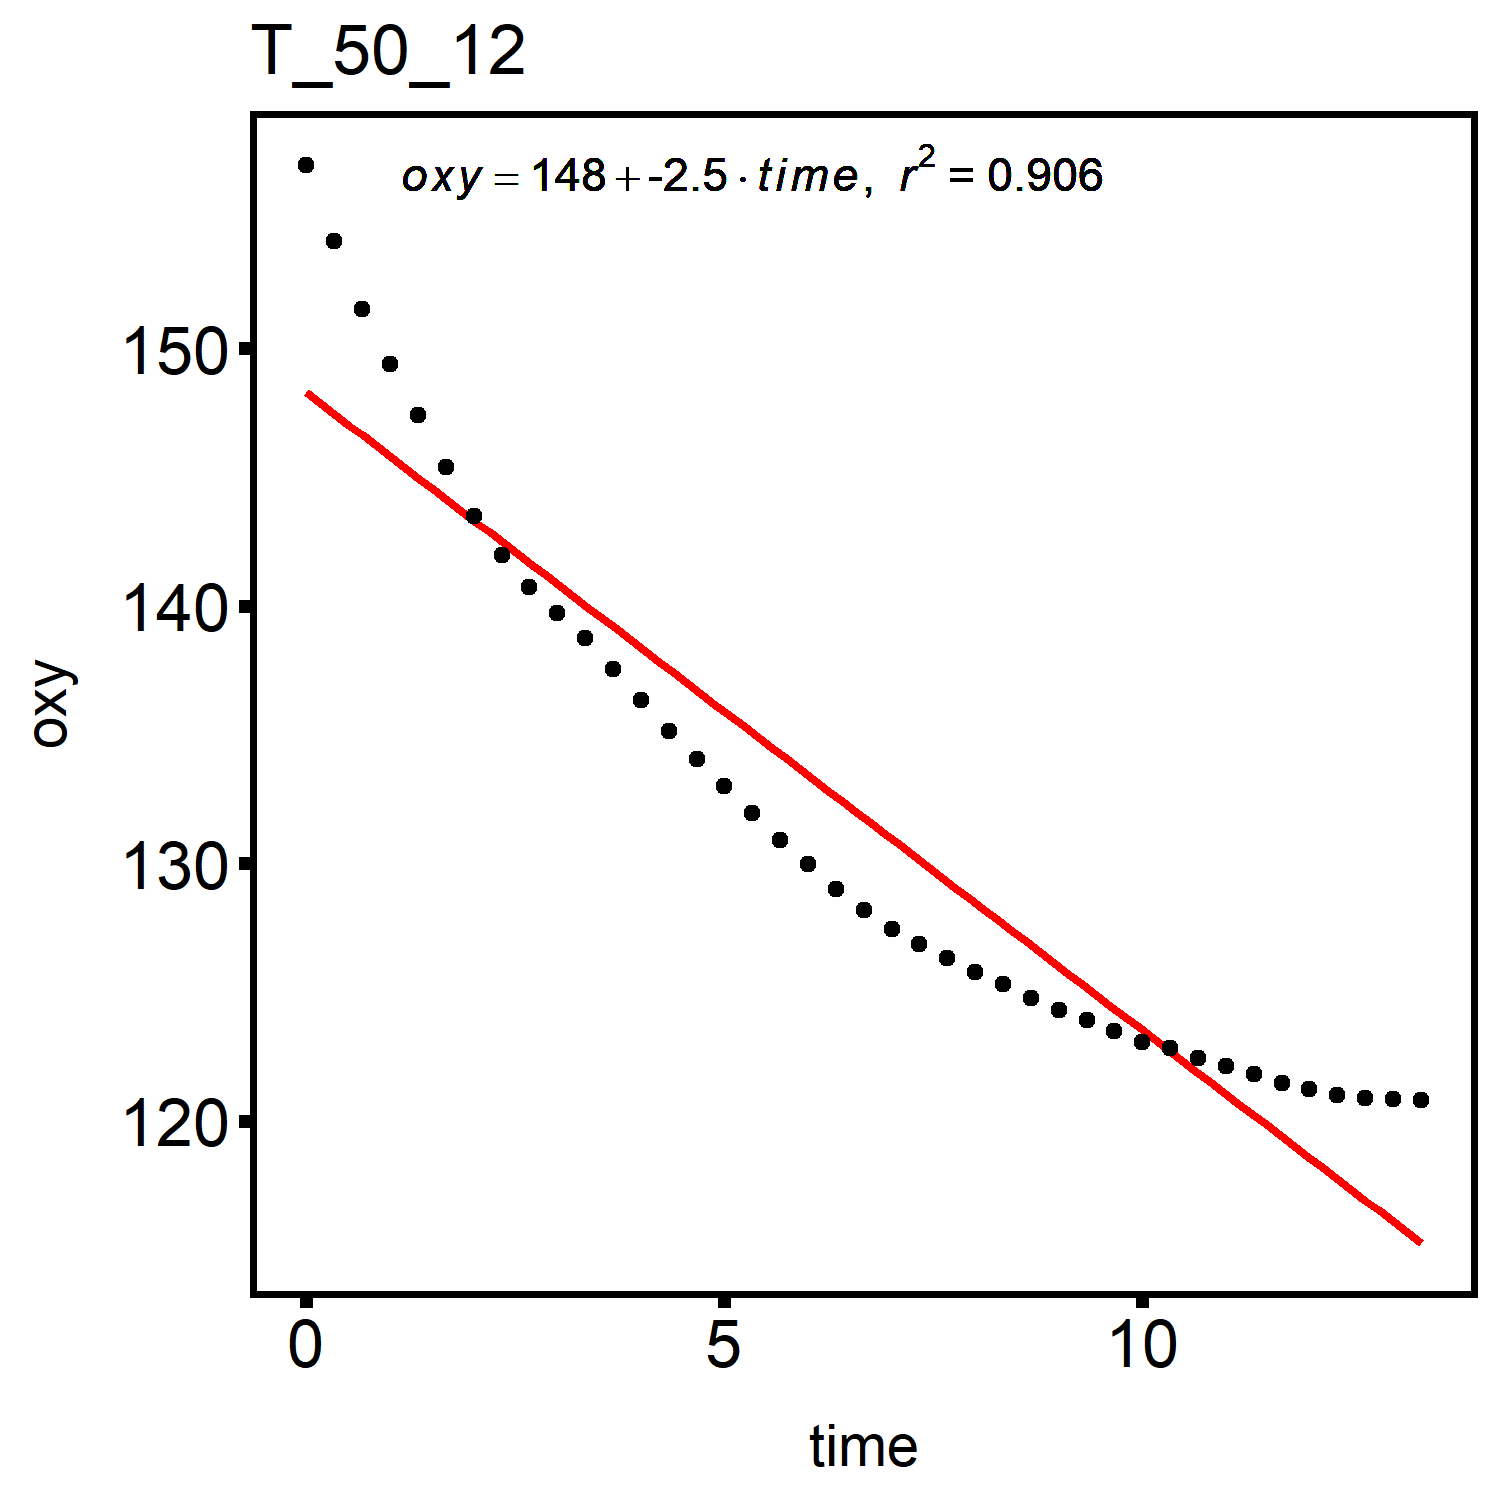 T_50_12
oxy = 148 + -2.5 · time, r² = 0.906
150
140
130
120
oxy
0 5 10
time